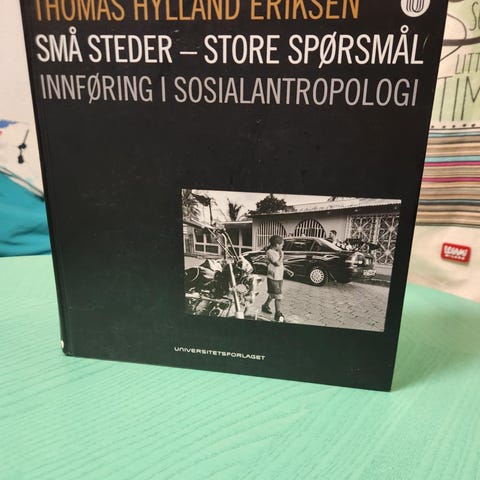 THOMAS HYLLAND ERIKSEN
SMÅ STEDER – STORE SPØRSMÅL
INNFØRING I SOSIALANTROPOLOGI
UNIVERSITETSFORLAGET